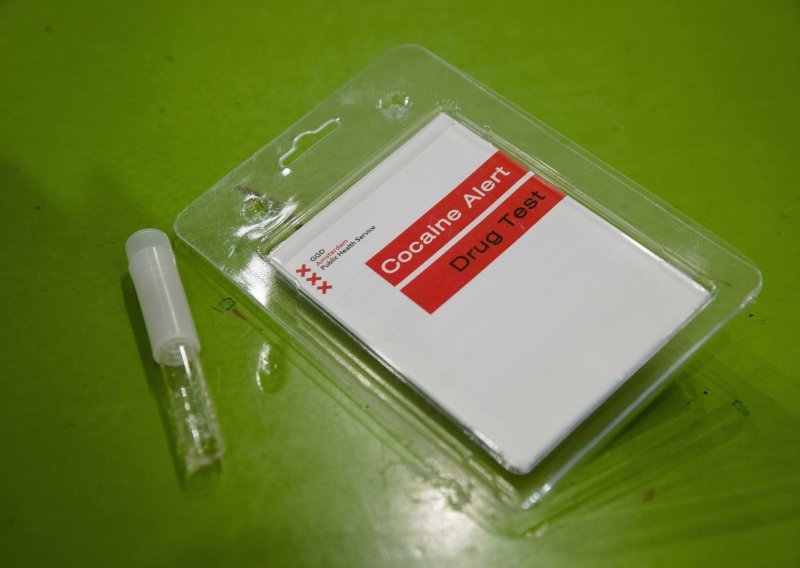 GGD
Amsterdam
Public Health Service
Cocaine Alert
Drug Test